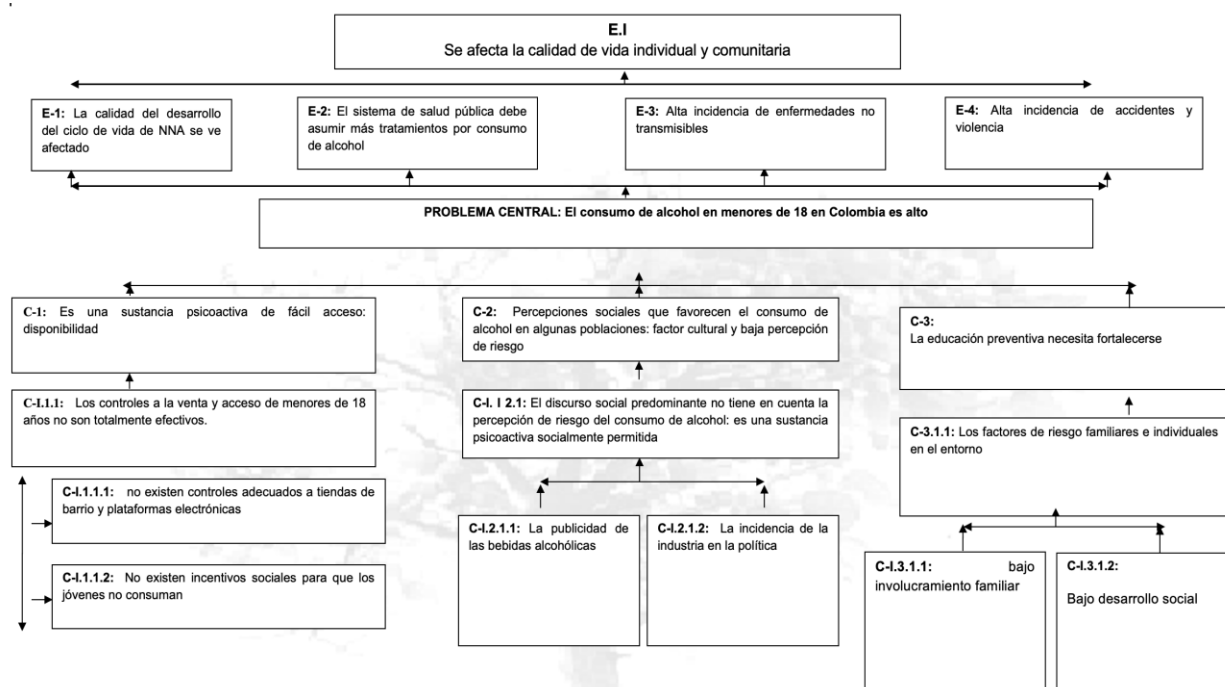 E.I
Se afecta la calidad de vida individual y comunitaria
E-1: La calidad del desarrollo
del ciclo de vida de NNA se ve
afectado
E-2: El sistema de salud pública debe
asumir más tratamientos por consumo
de alcohol
E-3: Alta incidencia de enfermedades no
transmisibles
E-4: Alta incidencia de accidentes y
violencia
PROBLEMA CENTRAL: El consumo de alcohol en menores de 18 en Colombia es alto
C-1: Es una sustancia psicoactiva de fácil acceso:
disponibilidad
C-2: Percepciones sociales que favorecen el consumo de
alcohol en algunas poblaciones: factor cultural y baja percepción
de riesgo
C-3:
La educación preventiva necesita fortalecerse
C-I.1.1: Los controles a la venta y acceso de menores de 18
años no son totalmente efectivos.
C-I. I 2.1: El discurso social predominante no tiene en cuenta la
percepción de riesgo del consumo de alcohol: es una sustancia
psicoactiva socialmente permitida
C-3.1.1: Los factores de riesgo familiares e individuales
en el entorno
C-I.1.1.1: no existen controles adecuados a tiendas de
barrio y plataformas electrónicas
C-I.1.1.2: No existen incentivos sociales para que los
jóvenes no consuman
C-I.2.1.1: La publicidad de
las bebidas alcohólicas
C-I.2.1.2: La incidencia de la
industria en la política
C-I.3.1.1: bajo
involucramiento familiar
C-I.3.1.2:
Bajo desarrollo social